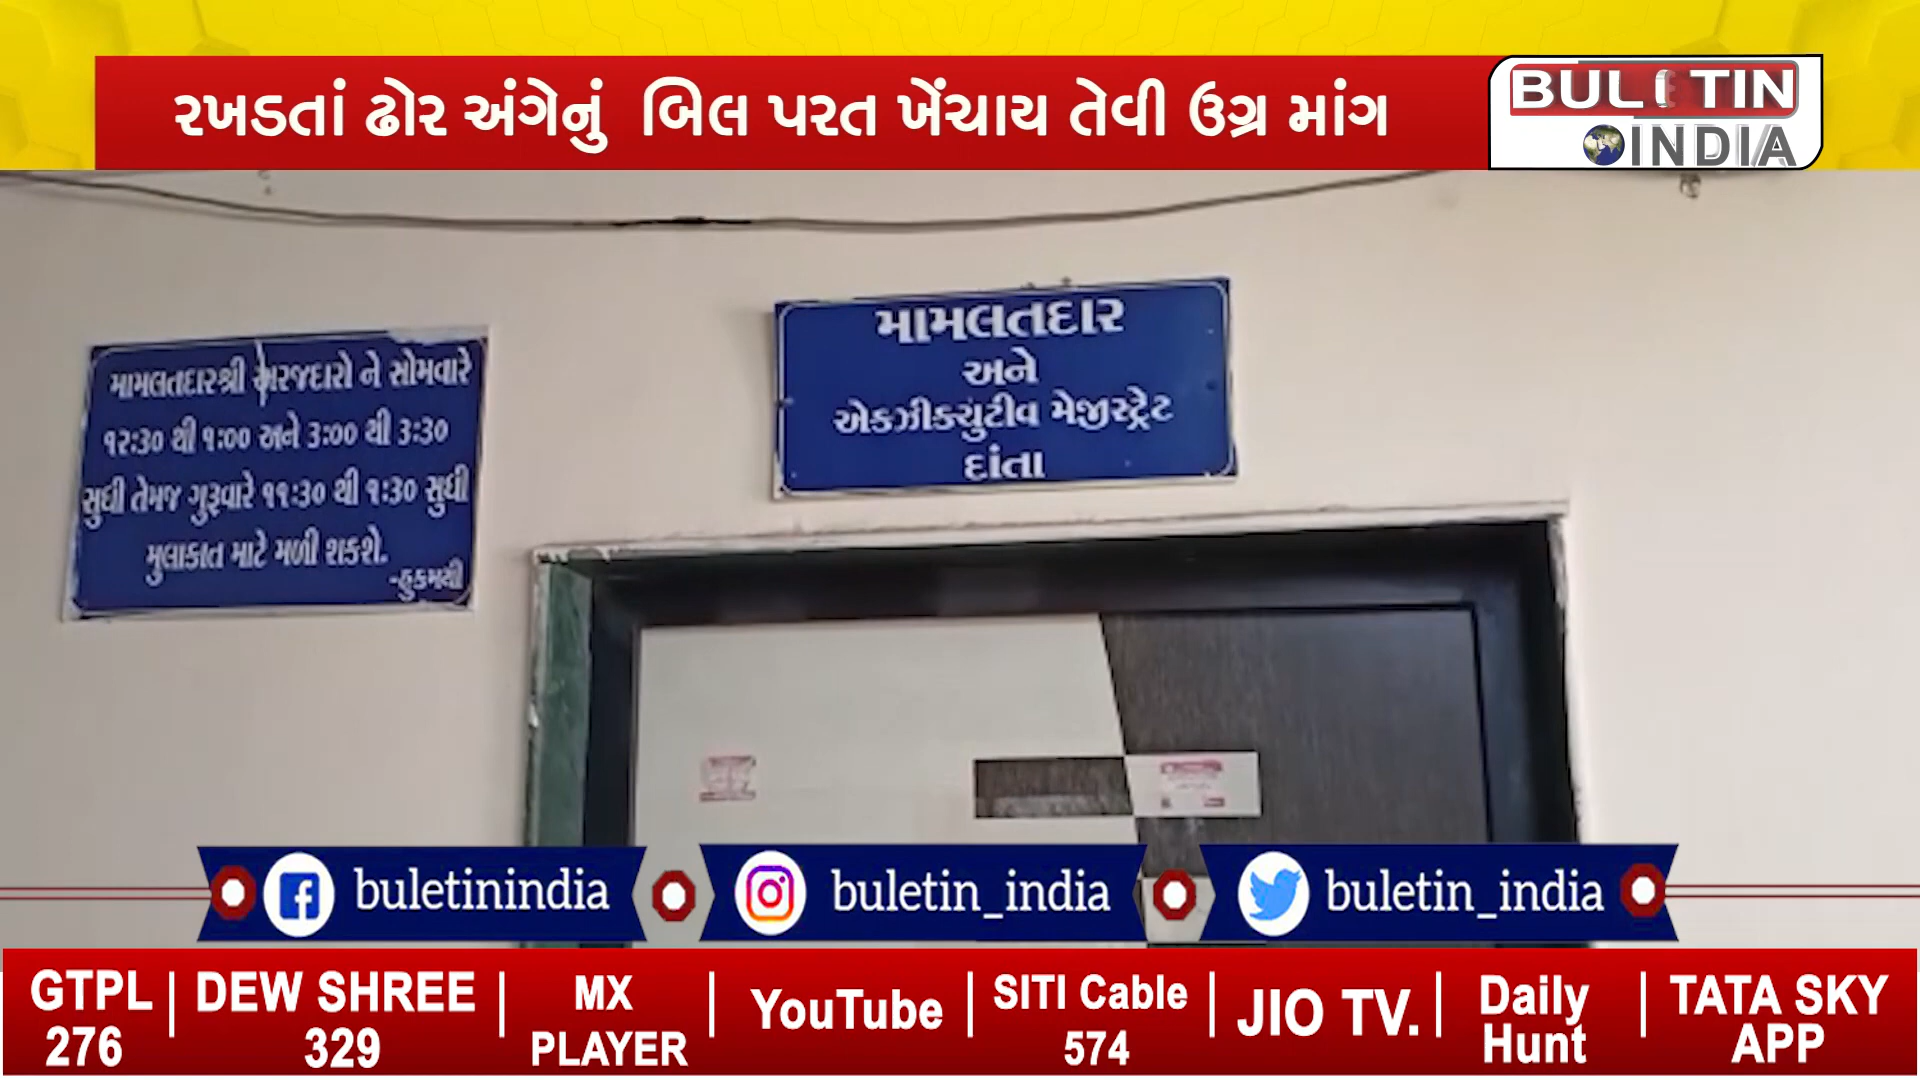 રખડતાં ઢોર અંગેનું બિલ પરત ખેંચાય તેવી ઉગ્ર માંગ
BULETIN
INDIA
મામલતદારશ્રી અરજદારો ને સોમવારે
૧૨:૩૦ થી ૧:૦૦ અને ૩:૦૦ થી ૩:૩૦
સુધી તેમજ ગુરૂવારે ૧૧:૩૦ થી ૧:૩૦ સુધી
મુલાકાત માટે મળી શકશે.
-હુકમથી
મામલતદાર
અને
એકઝીક્યુટીવ મેજીસ્ટ્રેટ
દાંતા
buletinindia
buletin_india
buletin_india
GTPL
276
DEW SHREE
329
MX
PLAYER
YouTube
SITI Cable
574
JIO TV.
Daily
Hunt
TATA SKY
APP